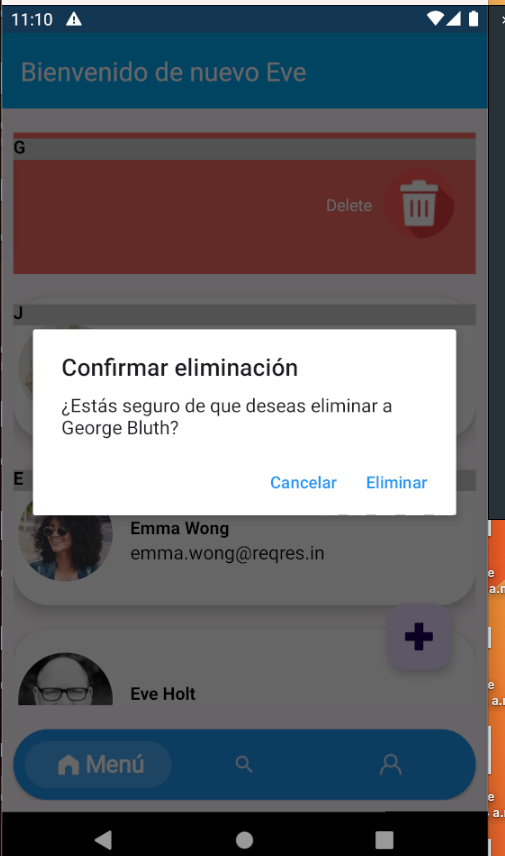 11:10
Bienvenido de nuevo Eve
G
Delete
J
Confirmar eliminación
¿Estás seguro de que deseas eliminar a
George Bluth?
Cancelar
Eliminar
E
Emma Wong
emma.wong@reqres.in
Eve Holt
Menú
e
a.m
e
a.m
e
a.m